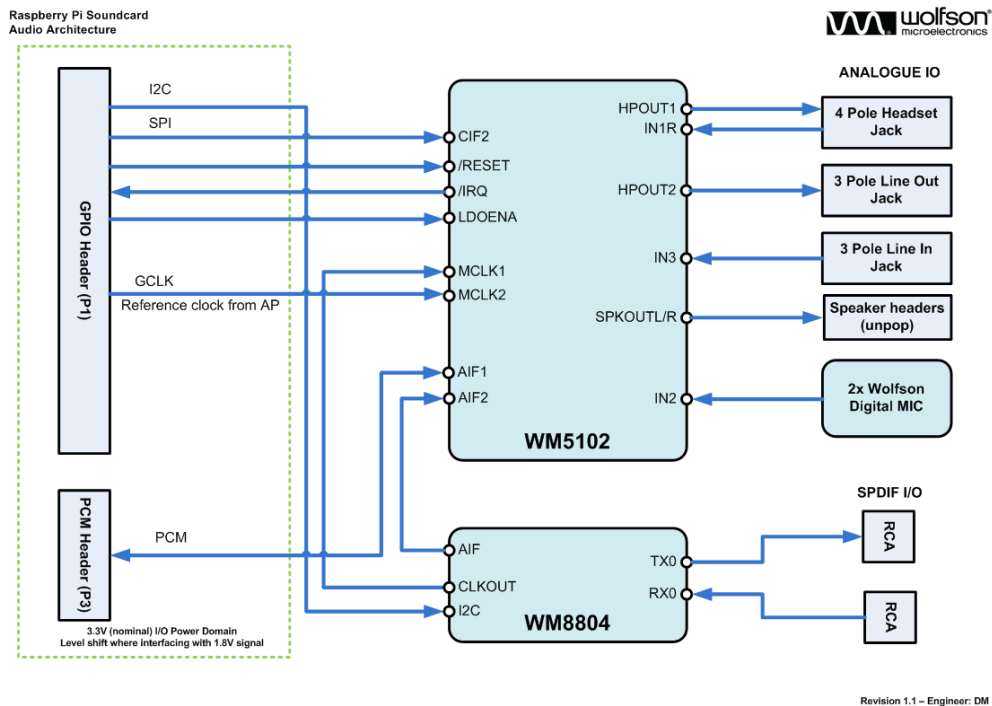 Raspberry Pi Soundcard
Audio Architecture
wolfson®
microelectronics
ANALOGUE IO
I2C
SPI
GCLK
Reference clock from AP
GPIO Header (P1)
PCM
PCM Header (P3)
3.3V (nominal) I/O Power Domain
Level shift where interfacing with 1.8V signal
CIF2
/RESET
/IRQ
LDOENA
MCLK1
MCLK2
AIF1
AIF2
HPOUT1
IN1R
HPOUT2
IN3
SPKOUTL/R
IN2
WM5102
4 Pole Headset
Jack
3 Pole Line Out
Jack
3 Pole Line In
Jack
Speaker headers
(unpop)
2x Wolfson
Digital MIC
SPDIF I/O
AIF
CLKOUT
I2C
TX0
RX0
WM8804
RCA
RCA
Revision 1.1 – Engineer: DM